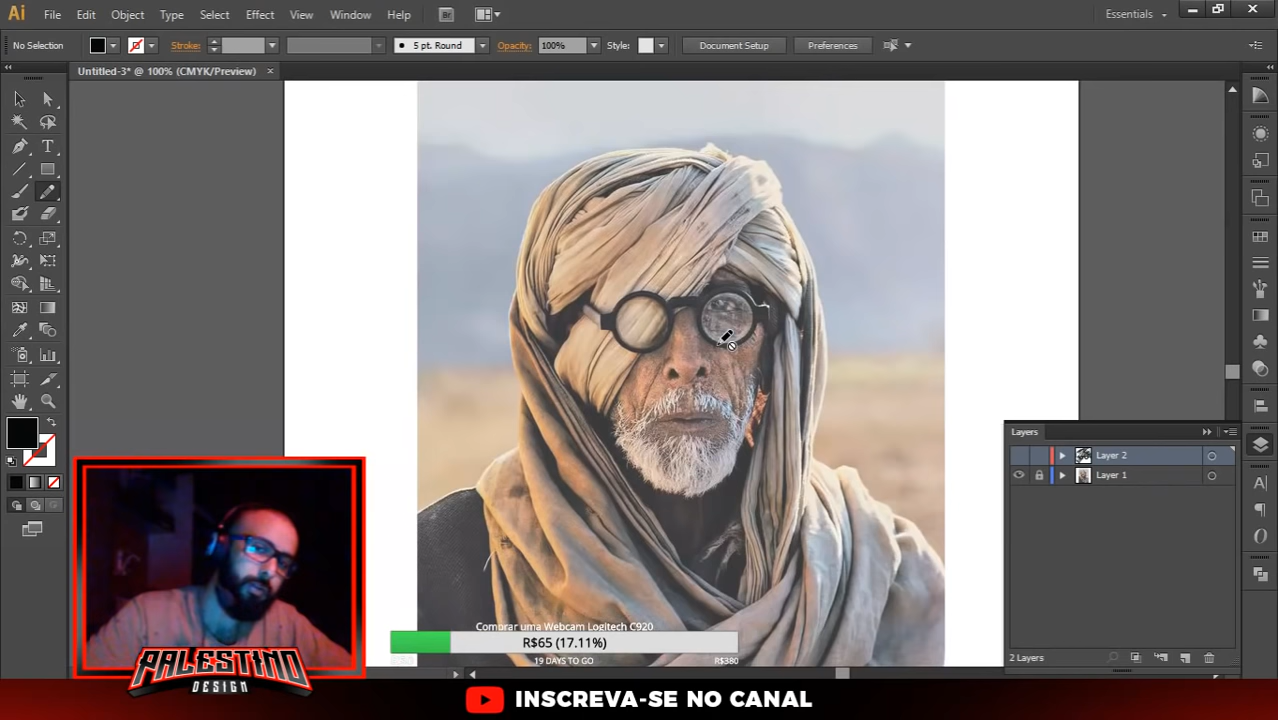 Ai File Edit Object Type Select Effect View Window Help Br Essentials
No Selection Stroke: 5 pt. Round Opacity: 100% Style: Document Setup Preferences
Untitled-3* @ 100% (CMYK/Preview)
Layers
Layer 2
Layer 1
2 Layers
Comprar uma Webcam Logitech C920
R$65 (17.11%)
19 DAYS TO GO R$380
PALESTINO
DESIGN
INSCREVA-SE NO CANAL